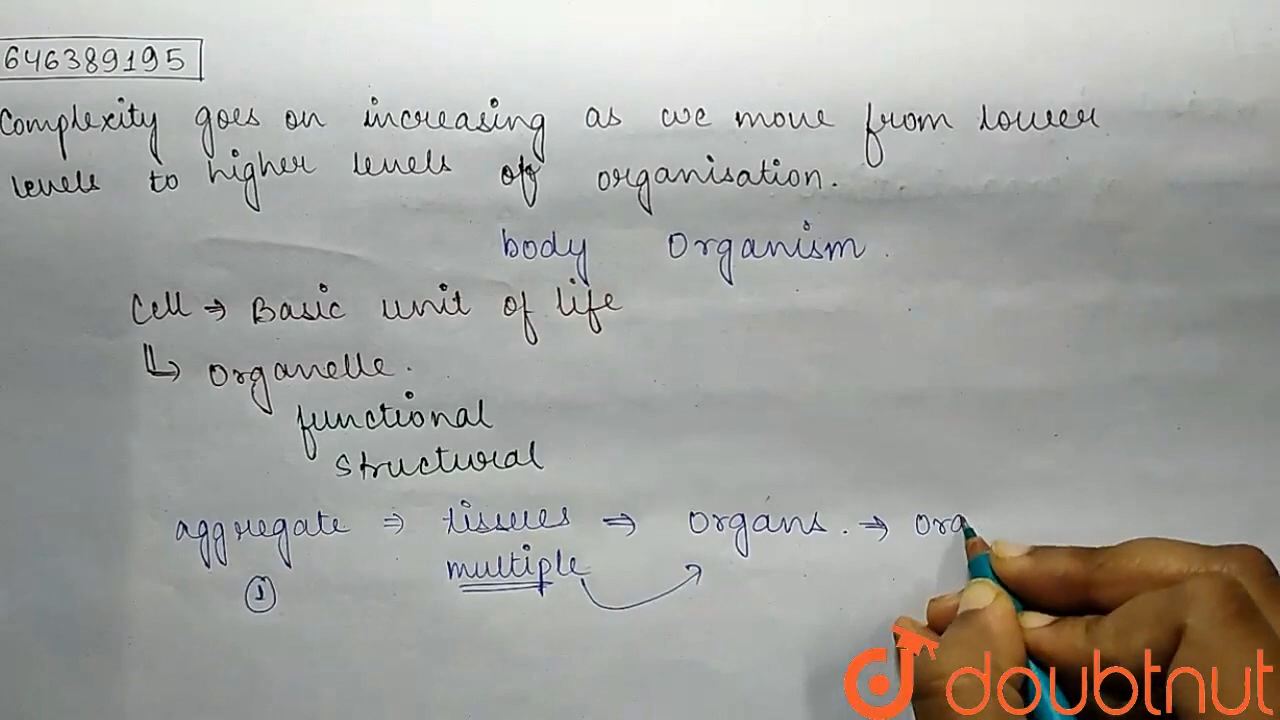 646389195
Complexity goes on increasing as we move from lower
levels to higher levels of organisation.
body organism.
Cell ⇒ Basic unit of life
↳ organelle.
functional
structural
aggregate ⇒ tissues ⇒ organs. ⇒ org
multiple
①
doubtnut